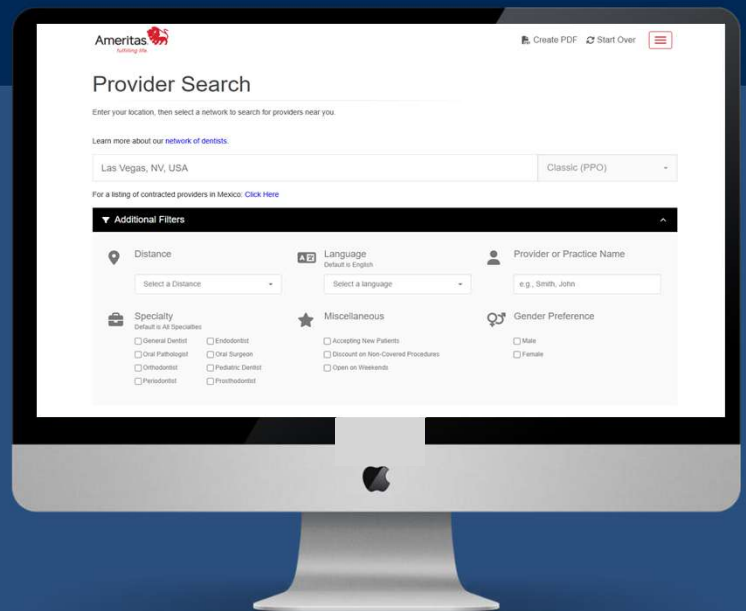 Ameritas
fulfilling life
Create PDF Start Over
Provider Search
Enter your location, then select a network to search for providers near you.
Learn more about our network of dentists.
Las Vegas, NV, USA
Classic (PPO)
For a listing of contracted providers in Mexico: Click Here
Additional Filters
Distance
Select a Distance
Language
Default is English
Select a language
Provider or Practice Name
e.g., Smith, John
Specialty
Default is All Specialties
General Dentist
Endodontist
Oral Pathologist
Oral Surgeon
Orthodontist
Pediatric Dentist
Periodontist
Prosthodontist
Miscellaneous
Accepting New Patients
Discount on Non-Covered Procedures
Open on Weekends
Gender Preference
Male
Female